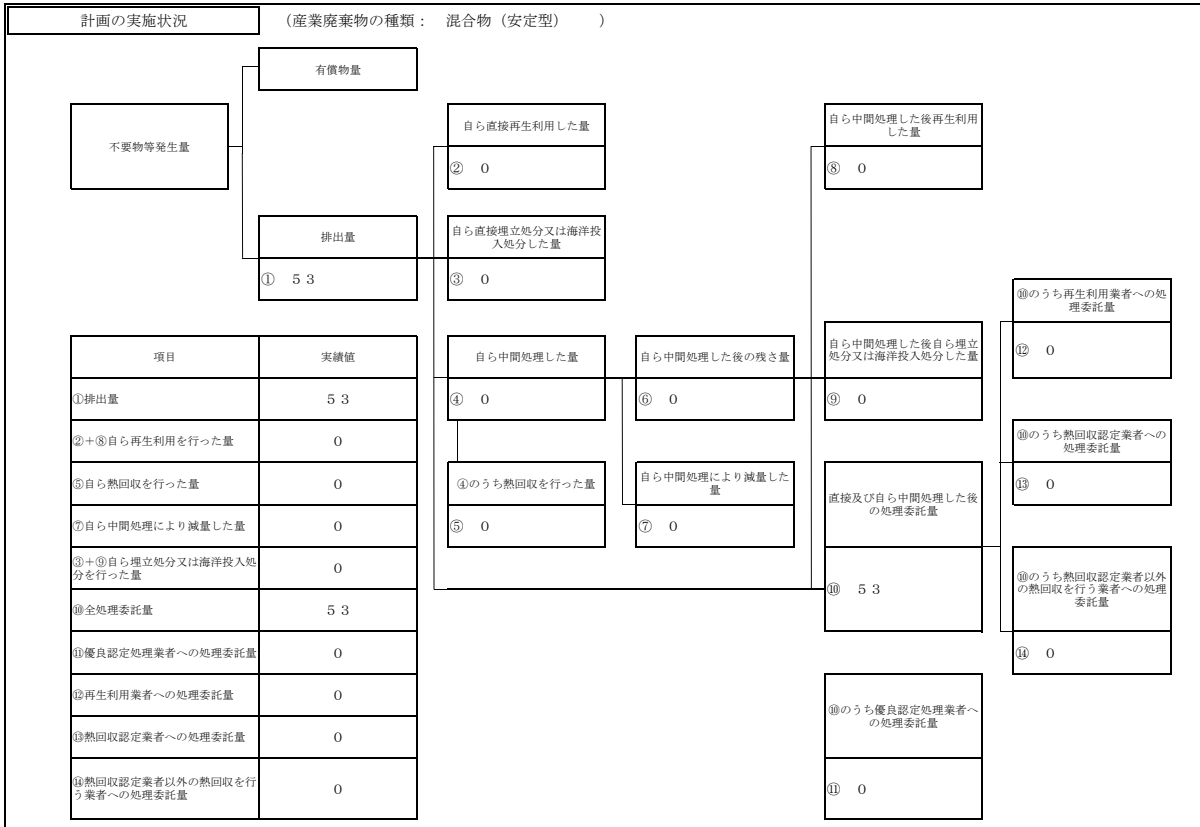 計画の実施状況
（産業廃棄物の種類： 混合物（安定型） ）
有償物量
不要物等発生量
自ら直接再生利用した量
② ０
自ら中間処理した後再生利用
した量
⑧ ０
排出量
① ５３
自ら直接埋立処分又は海洋投
入処分した量
③ ０
⑩のうち再生利用業者への処
理委託量
⑫ ０
項目 実績値
①排出量 ５３
②＋⑧自ら再生利用を行った量 ０
⑤自ら熱回収を行った量 ０
⑦自ら中間処理により減量した量 ０
③＋⑨自ら埋立処分又は海洋投入処
分を行った量 ０
⑩全処理委託量 ５３
⑪優良認定処理業者への処理委託量 ０
⑫再生利用業者への処理委託量 ０
⑬熱回収認定業者への処理委託量 ０
⑭熱回収認定業者以外の熱回収を行
う業者への処理委託量 ０
自ら中間処理した量
④ ０
自ら中間処理した後の残さ量
⑥ ０
自ら中間処理した後自ら埋立
処分又は海洋投入処分した量
⑨ ０
④のうち熱回収を行った量
⑤ ０
自ら中間処理により減量した
量
⑦ ０
直接及び自ら中間処理した後
の処理委託量
⑩ ５３
⑩のうち熱回収認定業者への
処理委託量
⑬ ０
⑩のうち熱回収認定業者以外
の熱回収を行う業者への処理
委託量
⑭ ０
⑩のうち優良認定処理業者へ
の処理委託量
⑪ ０